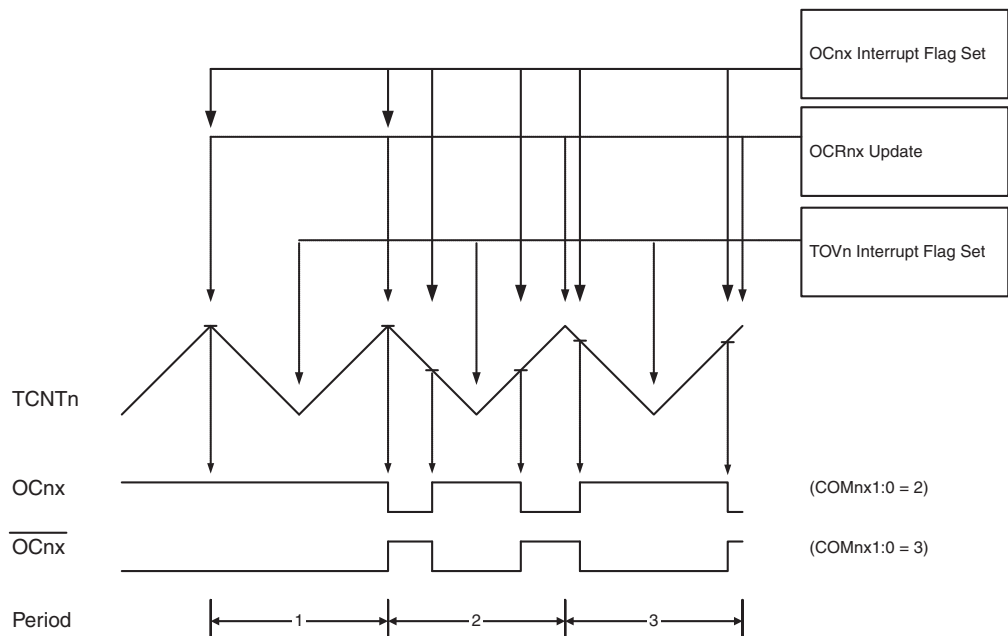 OCnx Interrupt Flag Set
OCRnx Update
TOVn Interrupt Flag Set
TCNTn
OCnx
(COMnx1:0 = 2)
OCnx
(COMnx1:0 = 3)
Period
1
2
3